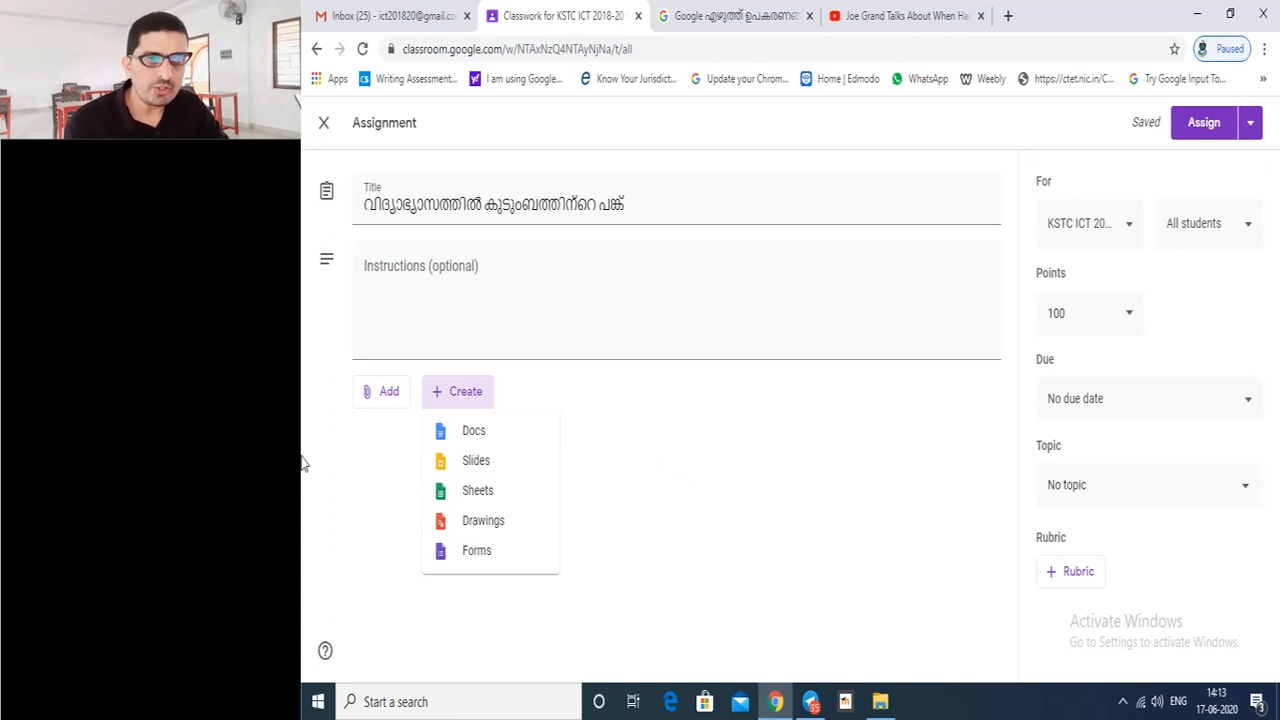 Inbox (25) - ict201820@gmail.cc
Classwork for KSTC ICT 2018-20
Google എഴുത്ത് ഉപകരണങ്ങ
Joe Grand Talks About When Ha
classroom.google.com/w/NTAxNzQ4NTAyNjNa/t/all
Paused
Apps
Writing Assessment...
I am using Google...
Know Your Jurisdict...
Update your Chrom...
Home | Edmodo
WhatsApp
Weebly
https://ctet.nic.in/C...
Try Google Input To...
Assignment
Saved
Assign
Title
വിദ്യാഭ്യാസത്തിൽ കുടുംബത്തിന്റെ പങ്ക്
Instructions (optional)
Add
Create
Docs
Slides
Sheets
Drawings
Forms
For
KSTC ICT 20...
All students
Points
100
Due
No due date
Topic
No topic
Rubric
Rubric
Activate Windows
Go to Settings to activate Windows.
Start a search
95
ENG
14:13
17-06-2020
3